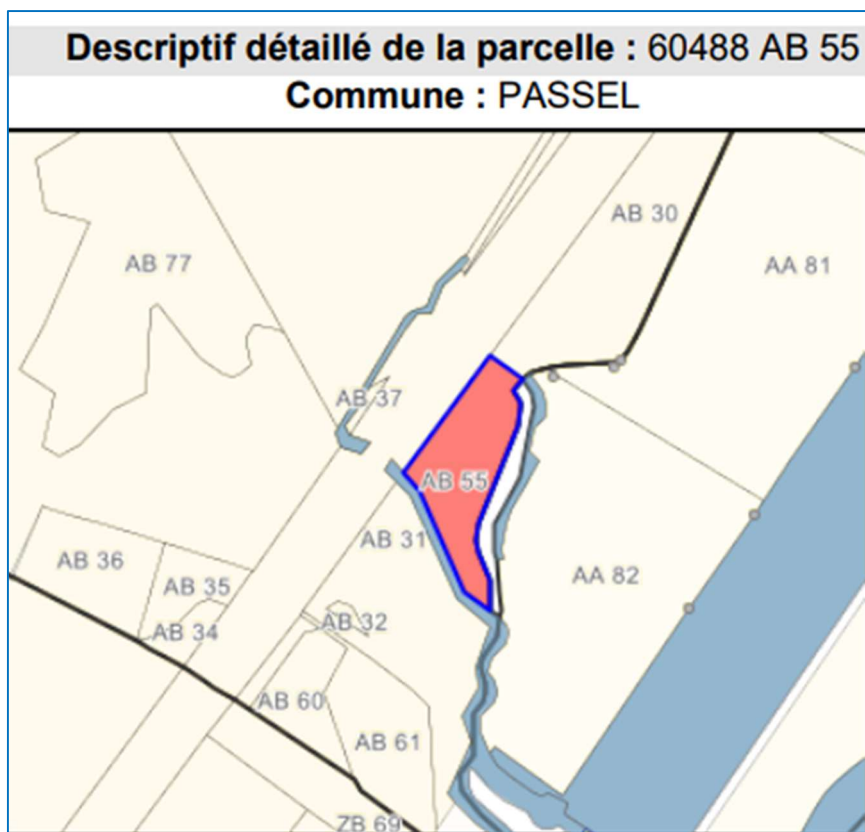 Descriptif détaillé de la parcelle : 60488 AB 55
Commune : PASSEL
AB 30
AB 77
AA 81
AB 37
AB 55
AB 31
AB 36
AB 35
AA 82
AB 32
AB 34
AB 60
AB 61
ZB 69